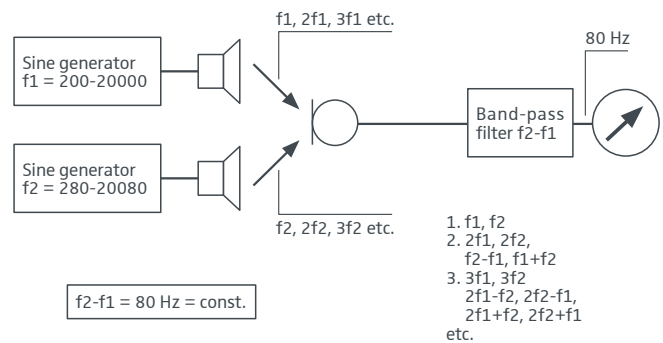 f1, 2f1, 3f1 etc.
80 Hz
Sine generator
f1 = 200-20000
Band-pass
filter f2-f1
Sine generator
f2 = 280-20080
f2, 2f2, 3f2 etc.
1. f1, f2
2. 2f1, 2f2,
f2-f1, f1+f2
3. 3f1, 3f2
2f1-f2, 2f2-f1,
2f1+f2, 2f2+f1
etc.
f2-f1 = 80 Hz = const.